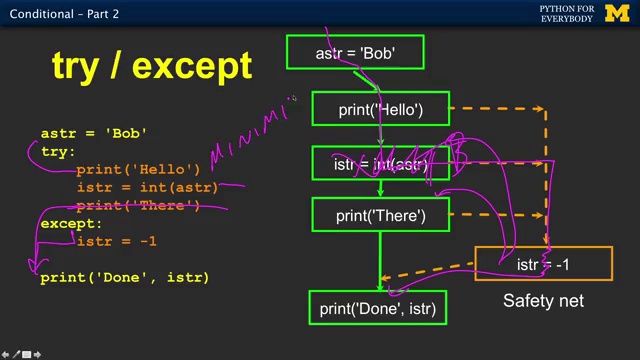 Conditional – Part 2
PYTHON FOR
EVERYBODY
M
try / except
astr = 'Bob'
try:
print('Hello')
istr = int(astr)
print('There')
except:
istr = -1
print('Done', istr)
MINIMI
astr = 'Bob'
print('Hello')
istr = int(astr)
print('There')
istr = -1
Safety net
print('Done', istr)